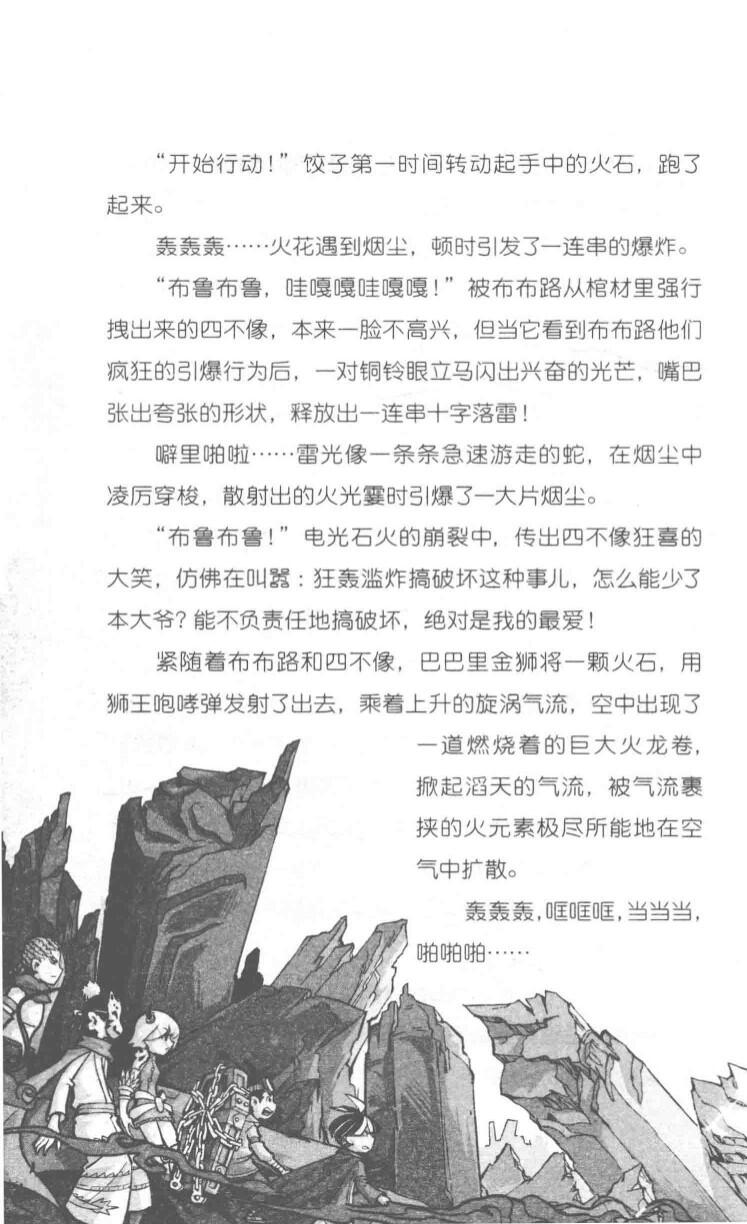 “开始行动！”饺子第一时间转动起手中的火石，跑了
起来。
轰轰轰……火花遇到烟尘，顿时引发了一连串的爆炸。
“布鲁布鲁，哇嘎嘎哇嘎嘎！”被布布路从棺材里强行
拽出来的四不像，本来一脸不高兴，但当它看到布布路他们
疯狂的引爆行为后，一对铜铃眼立马闪出兴奋的光芒，嘴巴
张出夸张的形状，释放出一连串十字落雷！
噼里啪啦……雷光像一条条急速游走的蛇，在烟尘中
凌厉穿梭，散射出的火光霎时引爆了一大片烟尘。
“布鲁布鲁！”电光石火的崩裂中，传出四不像狂喜的
大笑，仿佛在叫嚣：狂轰滥炸搞破坏这种事儿，怎么能少了
本大爷？能不负责任地搞破坏，绝对是我的最爱！
紧随着布布路和四不像，巴巴里金狮将一颗火石，用
狮王咆哮弹发射了出去，乘着上升的旋涡气流，空中出现了
一道燃烧着的巨大火龙卷，
掀起滔天的气流，被气流裹
挟的火元素极尽所能地在空
气中扩散。
轰轰轰，哐哐哐，当当当，
啪啪啪……